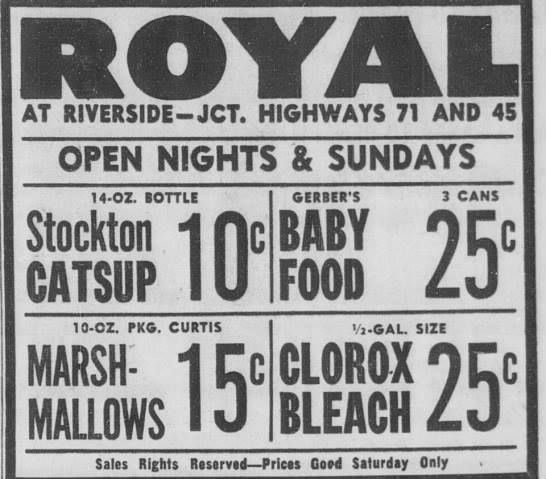 ROYAL
AT RIVERSIDE—JCT. HIGHWAYS 71 AND 45
OPEN NIGHTS & SUNDAYS
14-OZ. BOTTLE
Stockton
CATSUP
10c
GERBER'S 3 CANS
BABY
FOOD
25c
10-OZ. PKG. CURTIS
MARSH-
MALLOWS
15c
½-GAL. SIZE
CLOROX
BLEACH
25c
Sales Rights Reserved—Prices Good Saturday Only